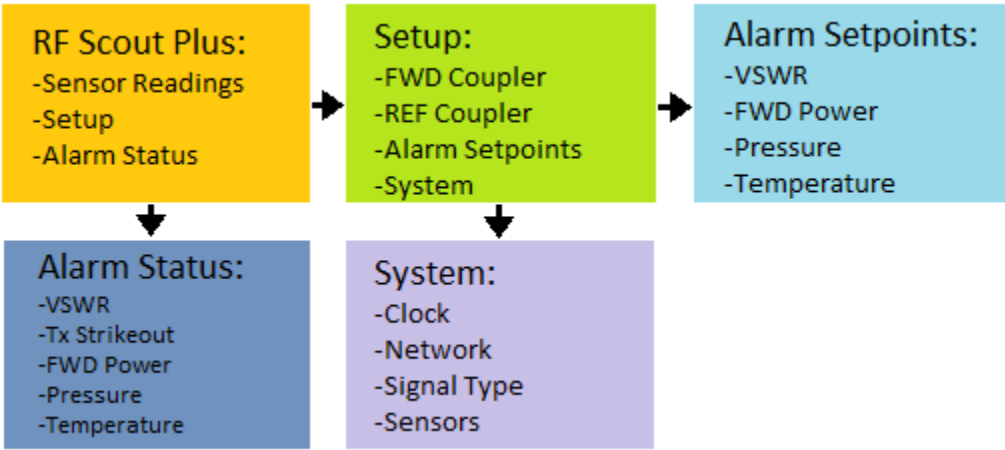 RF Scout Plus:
-Sensor Readings
-Setup
-Alarm Status
Setup:
-FWD Coupler
-REF Coupler
-Alarm Setpoints
-System
Alarm Setpoints:
-VSWR
-FWD Power
-Pressure
-Temperature
Alarm Status:
-VSWR
-Tx Strikeout
-FWD Power
-Pressure
-Temperature
System:
-Clock
-Network
-Signal Type
-Sensors